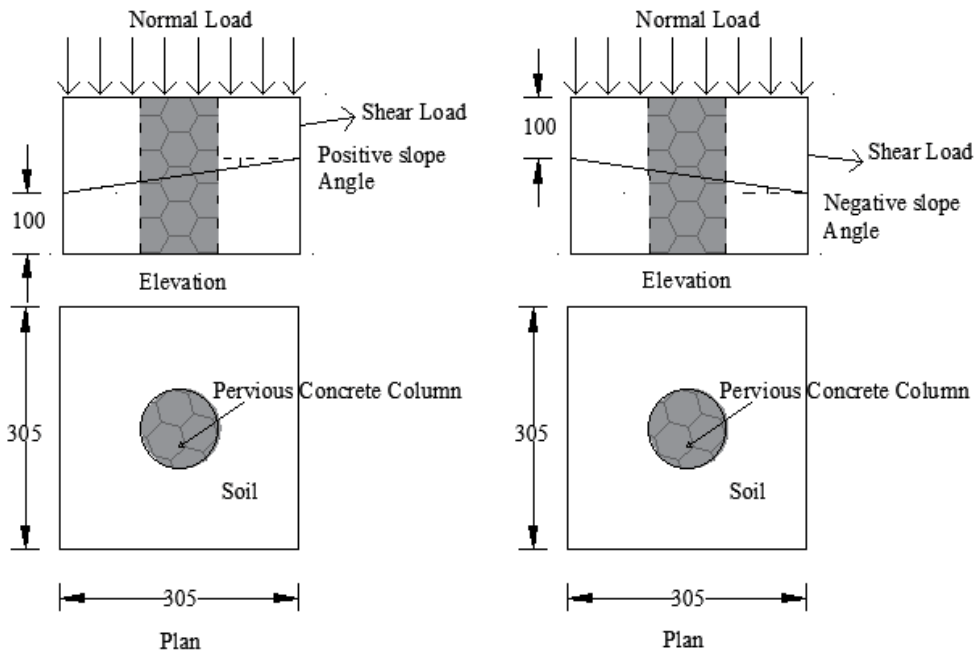 Normal Load
Shear Load
Positive slope
Angle
100
Elevation
Pervious Concrete Column
305
Soil
305
Plan
Normal Load
100
Shear Load
Negative slope
Angle
Elevation
Pervious Concrete Column
305
Soil
305
Plan